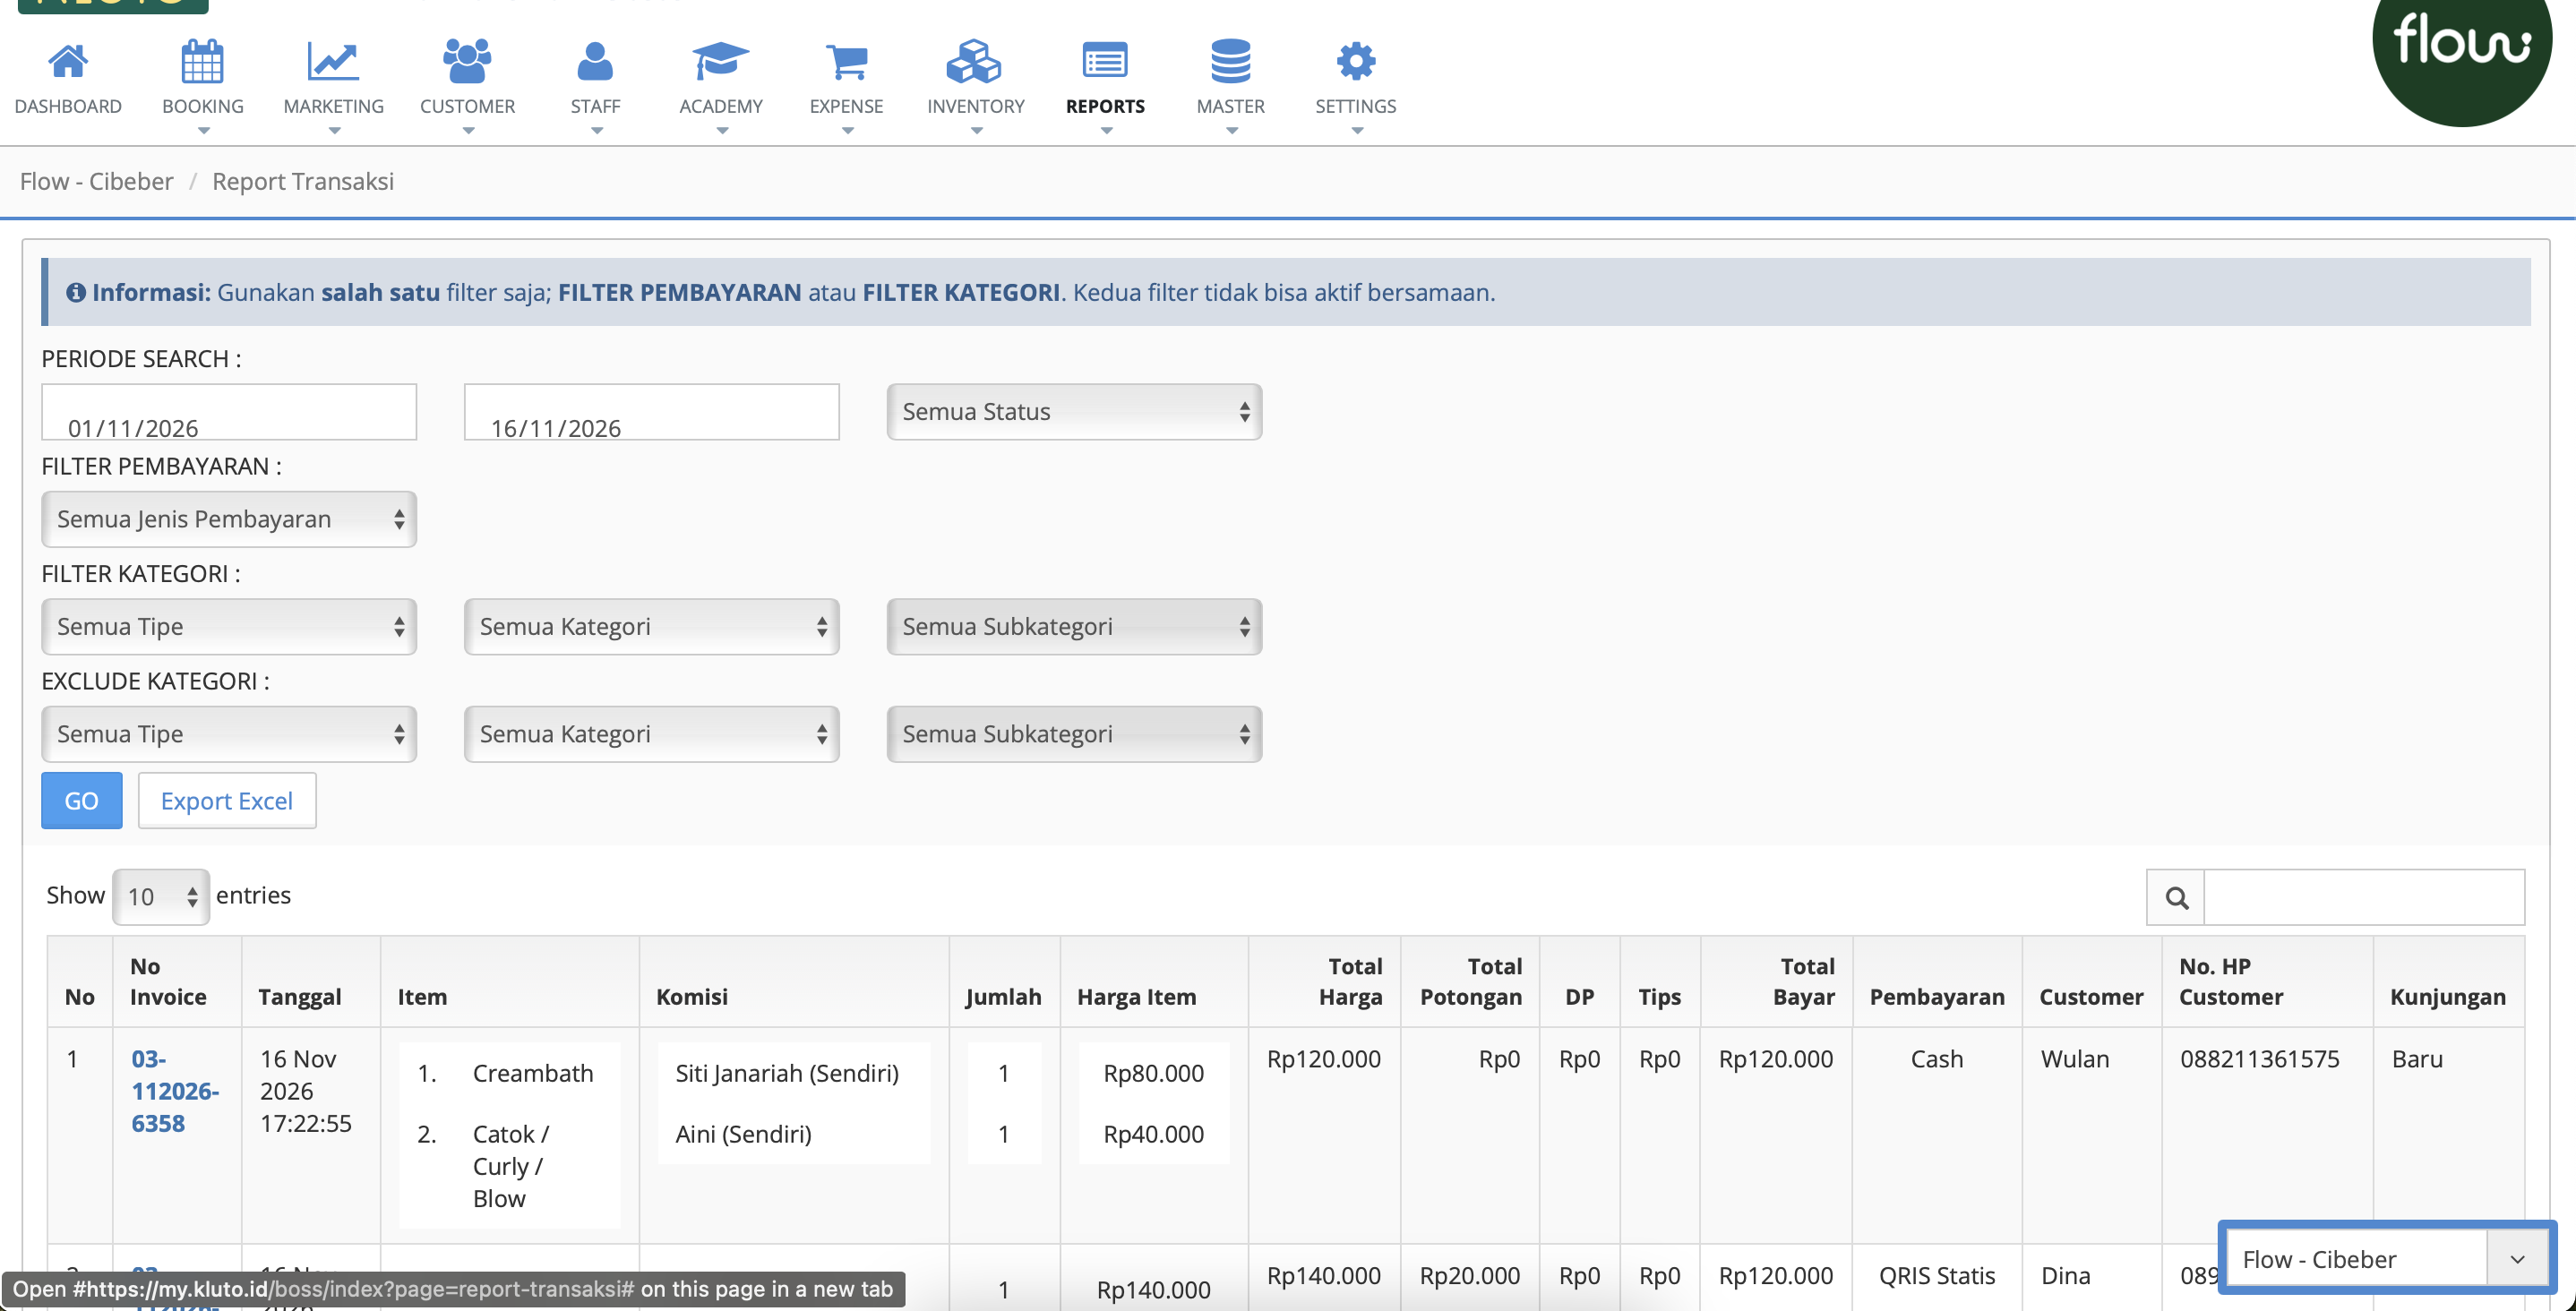 flow
DASHBOARD BOOKING MARKETING CUSTOMER STAFF ACADEMY EXPENSE INVENTORY REPORTS MASTER SETTINGS
Flow - Cibeber / Report Transaksi
Informasi: Gunakan salah satu filter saja; FILTER PEMBAYARAN atau FILTER KATEGORI. Kedua filter tidak bisa aktif bersamaan.
PERIODE SEARCH :
01/11/2026 16/11/2026 Semua Status
FILTER PEMBAYARAN :
Semua Jenis Pembayaran
FILTER KATEGORI :
Semua Tipe Semua Kategori Semua Subkategori
EXCLUDE KATEGORI :
Semua Tipe Semua Kategori Semua Subkategori
GO Export Excel
Show 10 entries
No No Invoice Tanggal Item Komisi Jumlah Harga Item Total Harga Total Potongan DP Tips Total Bayar Pembayaran Customer No. HP Customer Kunjungan
1 03-112026-6358 16 Nov 2026 17:22:55 1. Creambath Siti Janariah (Sendiri) 1 Rp80.000 Rp120.000 Rp0 Rp0 Rp0 Rp120.000 Cash Wulan 088211361575 Baru
2. Catok / Curly / Blow Aini (Sendiri) 1 Rp40.000
1 Rp140.000 Rp140.000 Rp20.000 Rp0 Rp0 Rp120.000 QRIS Statis Dina 089
Flow - Cibeber
Open #https://my.kluto.id/boss/index?page=report-transaksi# on this page in a new tab